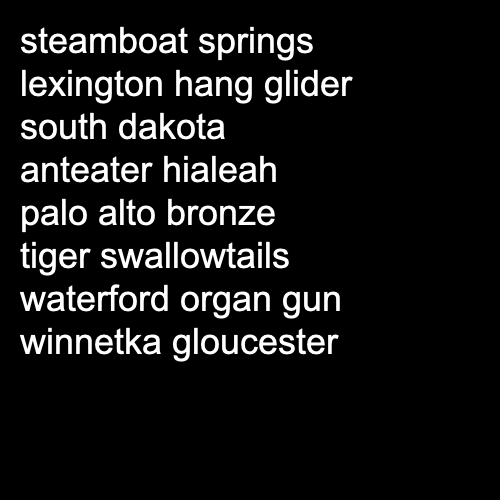 steamboat springs
lexington hang glider
south dakota
anteater hialeah
palo alto bronze
tiger swallowtails
waterford organ gun
winnetka gloucester